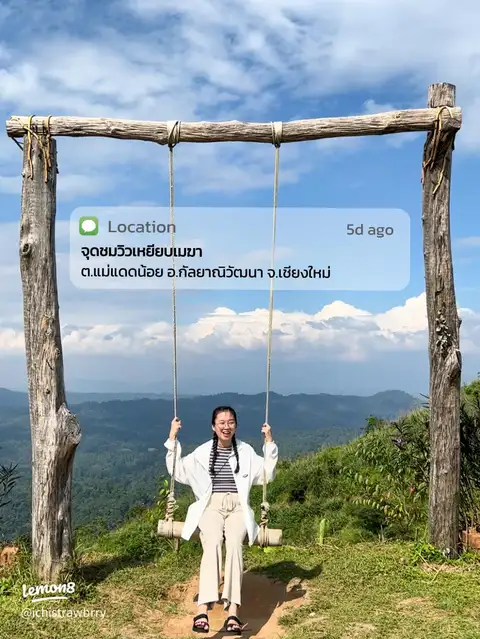 Location
5d ago
จุดชมวิวเหยียบเมฆา
ต.แม่แดดน้อย อ.กัลยาณิวัฒนา จ.เชียงใหม่
lemon8
@ichistrawbrry